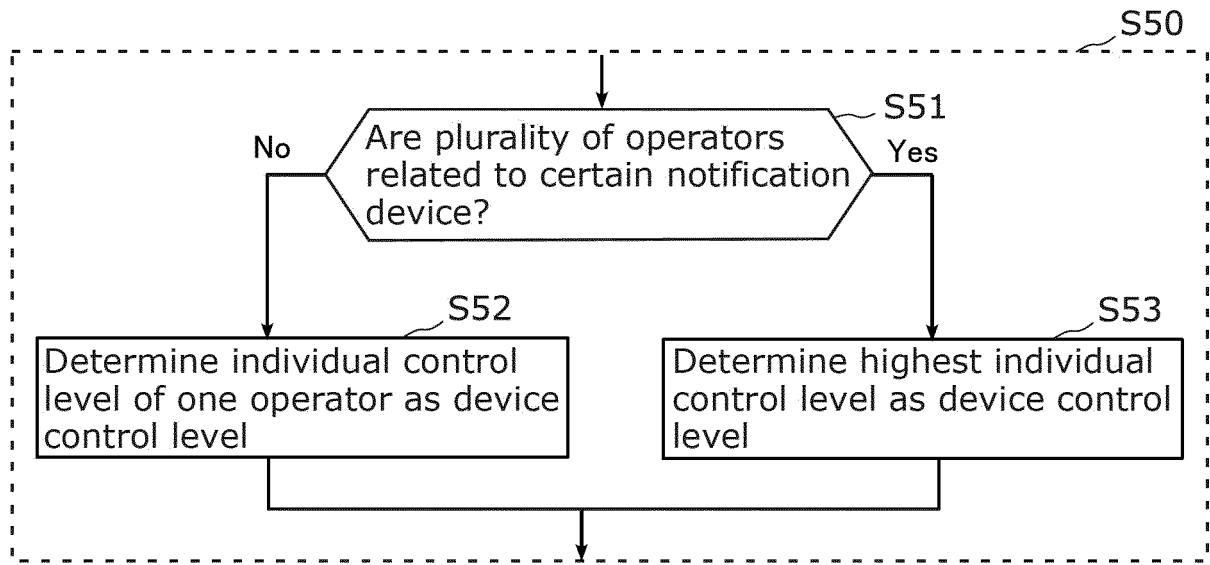 S50
S51
Are plurality of operators
related to certain notification
device?
No
Yes
S52
Determine individual control
level of one operator as device
control level
S53
Determine highest individual
control level as device control
level